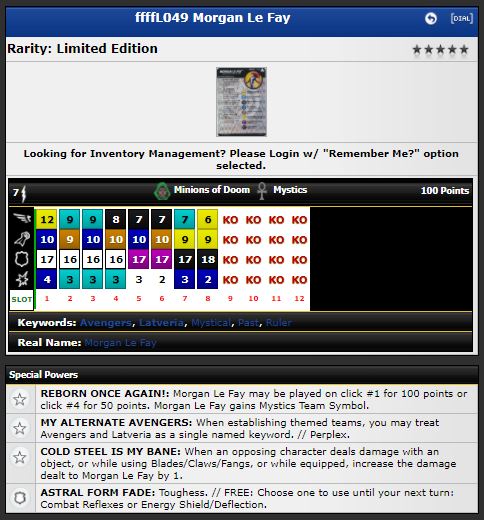 ffffL049 Morgan Le Fay [DIAL]
Rarity: Limited Edition
Looking for Inventory Management? Please Login w/ "Remember Me?" option
selected.
7 Minions of Doom Mystics 100 Points
12 9 9 8 7 7 7 6 KO KO KO KO
10 9 10 10 10 10 9 9 KO KO KO KO
17 16 16 16 17 17 17 18 KO KO KO KO
4 3 3 3 3 2 3 2 KO KO KO KO
SLOT 1 2 3 4 5 6 7 8 9 10 11 12
Keywords: Avengers, Latveria, Mystical, Past, Ruler
Real Name: Morgan Le Fay
Special Powers
REBORN ONCE AGAIN!: Morgan Le Fay may be played on click #1 for 100 points or
click #4 for 50 points. Morgan Le Fay gains Mystics Team Symbol.
MY ALTERNATE AVENGERS: When establishing themed teams, you may treat
Avengers and Latveria as a single named keyword. // Perplex.
COLD STEEL IS MY BANE: When an opposing character deals damage with an
object, or while using Blades/Claws/Fangs, or while equipped, increase the damage
dealt to Morgan Le Fay by 1.
ASTRAL FORM FADE: Toughess. // FREE: Choose one to use until your next turn:
Combat Reflexes or Energy Shield/Deflection.